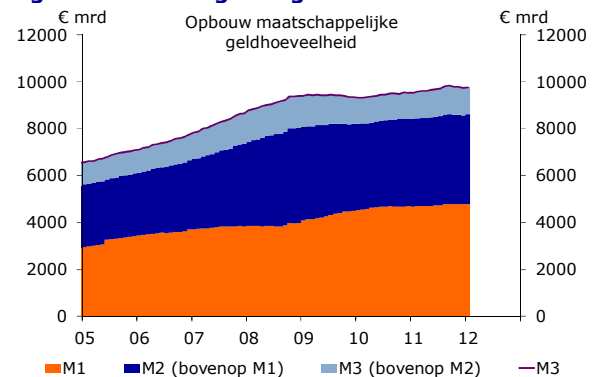 € mrd
Opbouw maatschappelijke
geldhoeveelheid
€ mrd
12000
12000
10000
10000
8000
8000
6000
6000
4000
4000
2000
2000
0
0
05 06 07 08 09 10 11 12
M1 M2 (bovenop M1) M3 (bovenop M2) M3